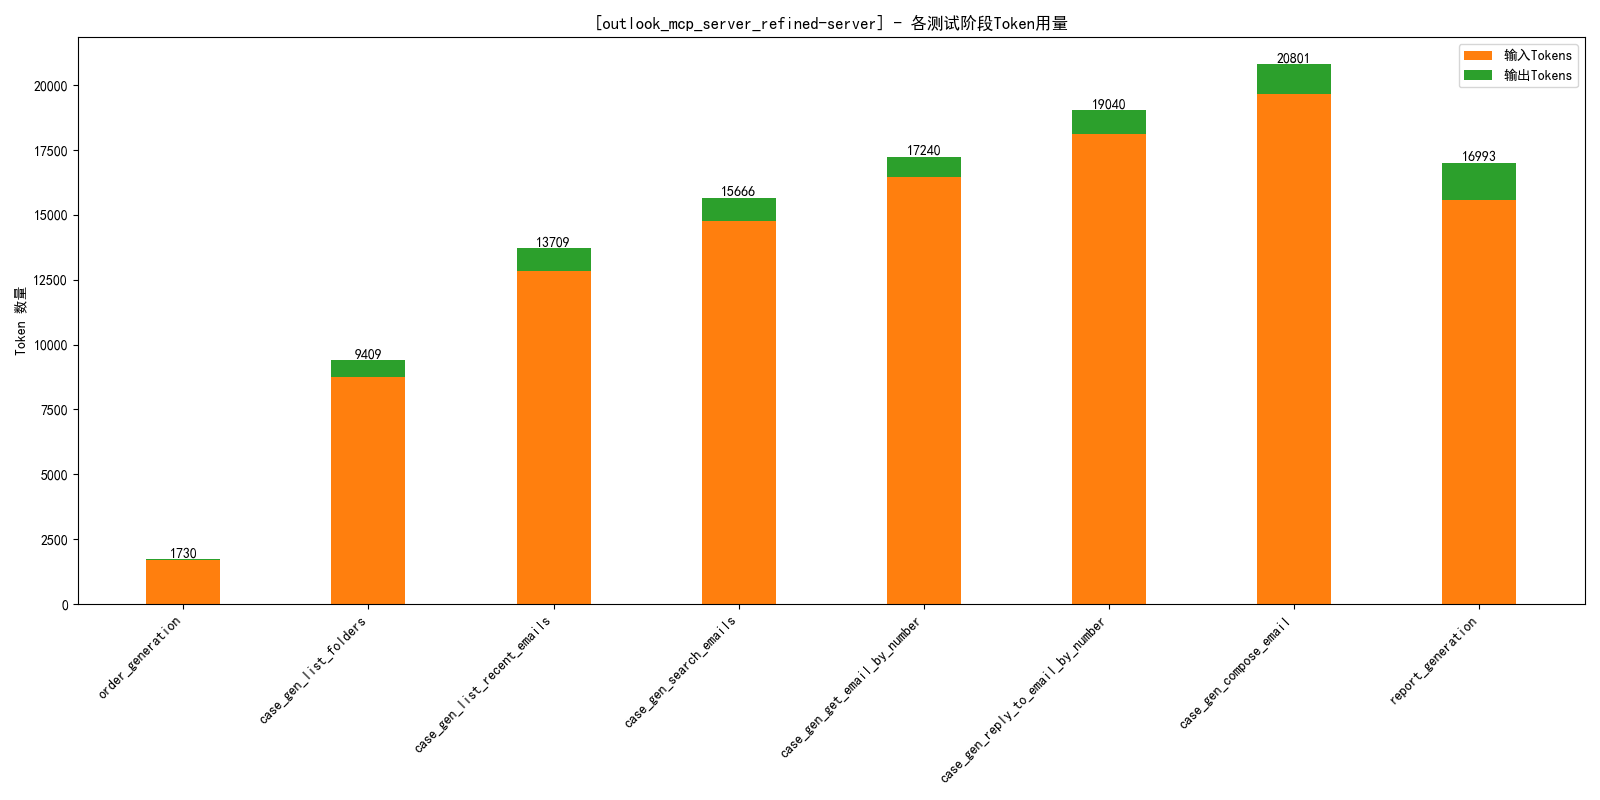 [outlook_mcp_server_refined-server] - 各测试阶段Token用量
输入Tokens
输出Tokens
Token 数量
20000
17500
15000
12500
10000
7500
5000
2500
0
1730
9409
13709
15666
17240
19040
20801
16993
order_generation
case_gen_list_folders
case_gen_list_recent_emails
case_gen_search_emails
case_gen_get_email_by_number
case_gen_reply_to_email_by_number
case_gen_compose_email
report_generation